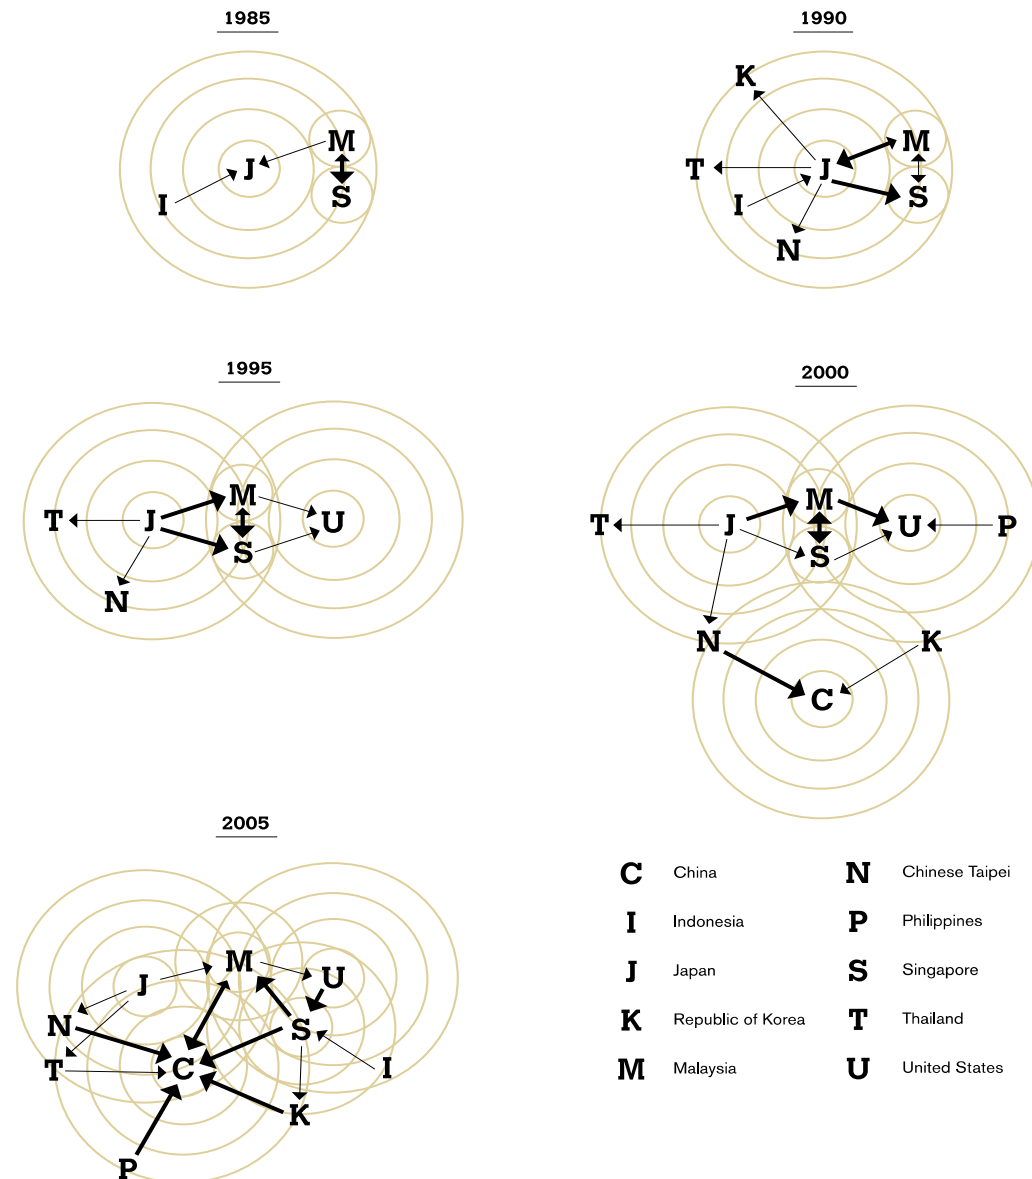 1985
M
J
S
I
1990
K
M
T
J
I
S
N
1995
M
T
J
U
S
N
2000
M
T
J
U
P
S
N
K
C
2005
M
J
U
N
S
T
C
I
K
P
C China
N Chinese Taipei
I Indonesia
P Philippines
J Japan
S Singapore
K Republic of Korea
T Thailand
M Malaysia
U United States